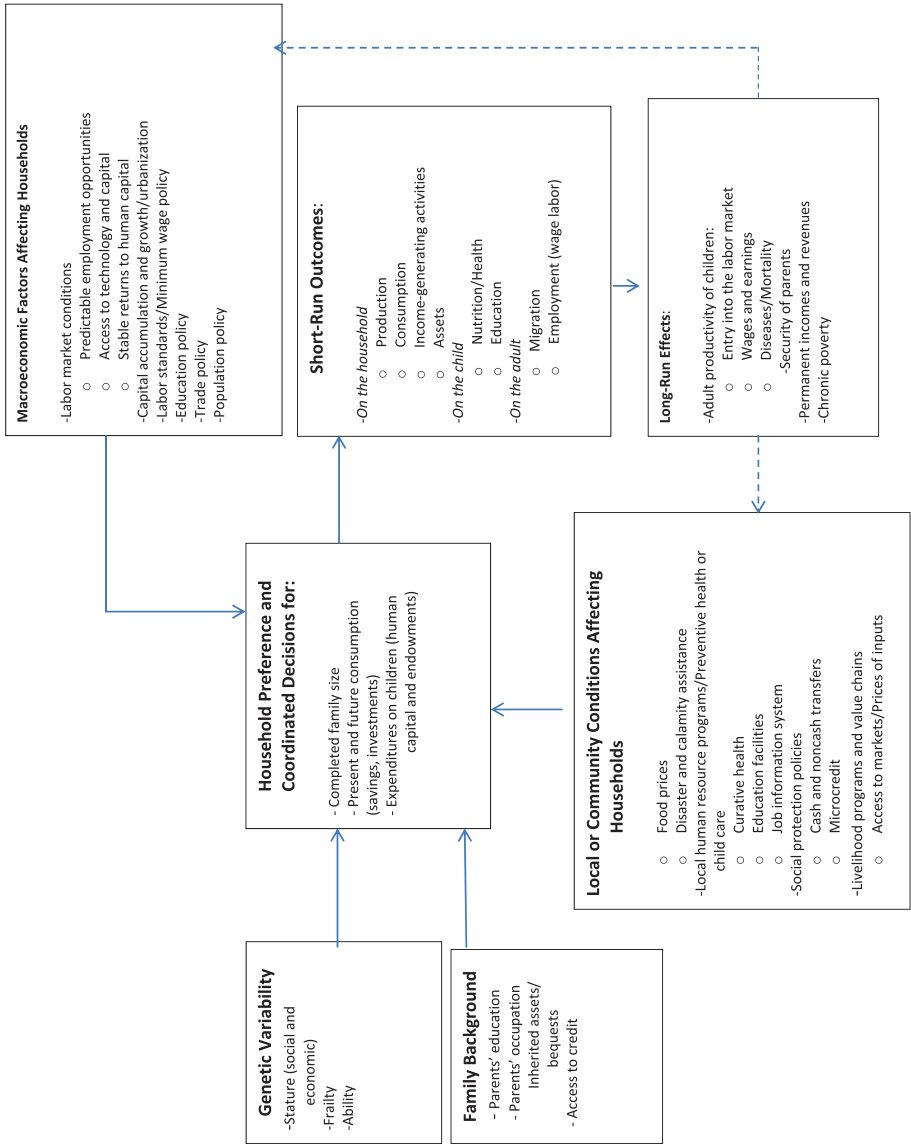 Macroeconomic Factors Affecting Households
-Labor market conditions
○ Predictable employment opportunities
○ Access to technology and capital
○ Stable returns to human capital
-Capital accumulation and growth/urbanization
-Labor standards/Minimum wage policy
-Education policy
-Trade policy
-Population policy
Genetic Variability
-Stature (social and
economic)
-Frailty
-Ability
Family Background
- Parents' education
- Parents' occupation
Inherited assets/
bequests
- Access to credit
Household Preference and
Coordinated Decisions for:
- Completed family size
- Present and future consumption
(savings, investments)
- Expenditures on children (human
capital and endowments)
Short-Run Outcomes:
-On the household
○ Production
○ Consumption
○ Income-generating activities
○ Assets
-On the child
○ Nutrition/Health
○ Education
-On the adult
○ Migration
○ Employment (wage labor)
Local or Community Conditions Affecting
Households
○ Food prices
○ Disaster and calamity assistance
-Local human resource programs/Preventive health or
child care
○ Curative health
○ Education facilities
○ Job information system
-Social protection policies
○ Cash and noncash transfers
○ Microcredit
-Livelihood programs and value chains
○ Access to markets/Prices of inputs
Long-Run Effects:
-Adult productivity of children:
○ Entry into the labor market
○ Wages and earnings
○ Diseases/Mortality
-Security of parents
-Permanent incomes and revenues
-Chronic poverty